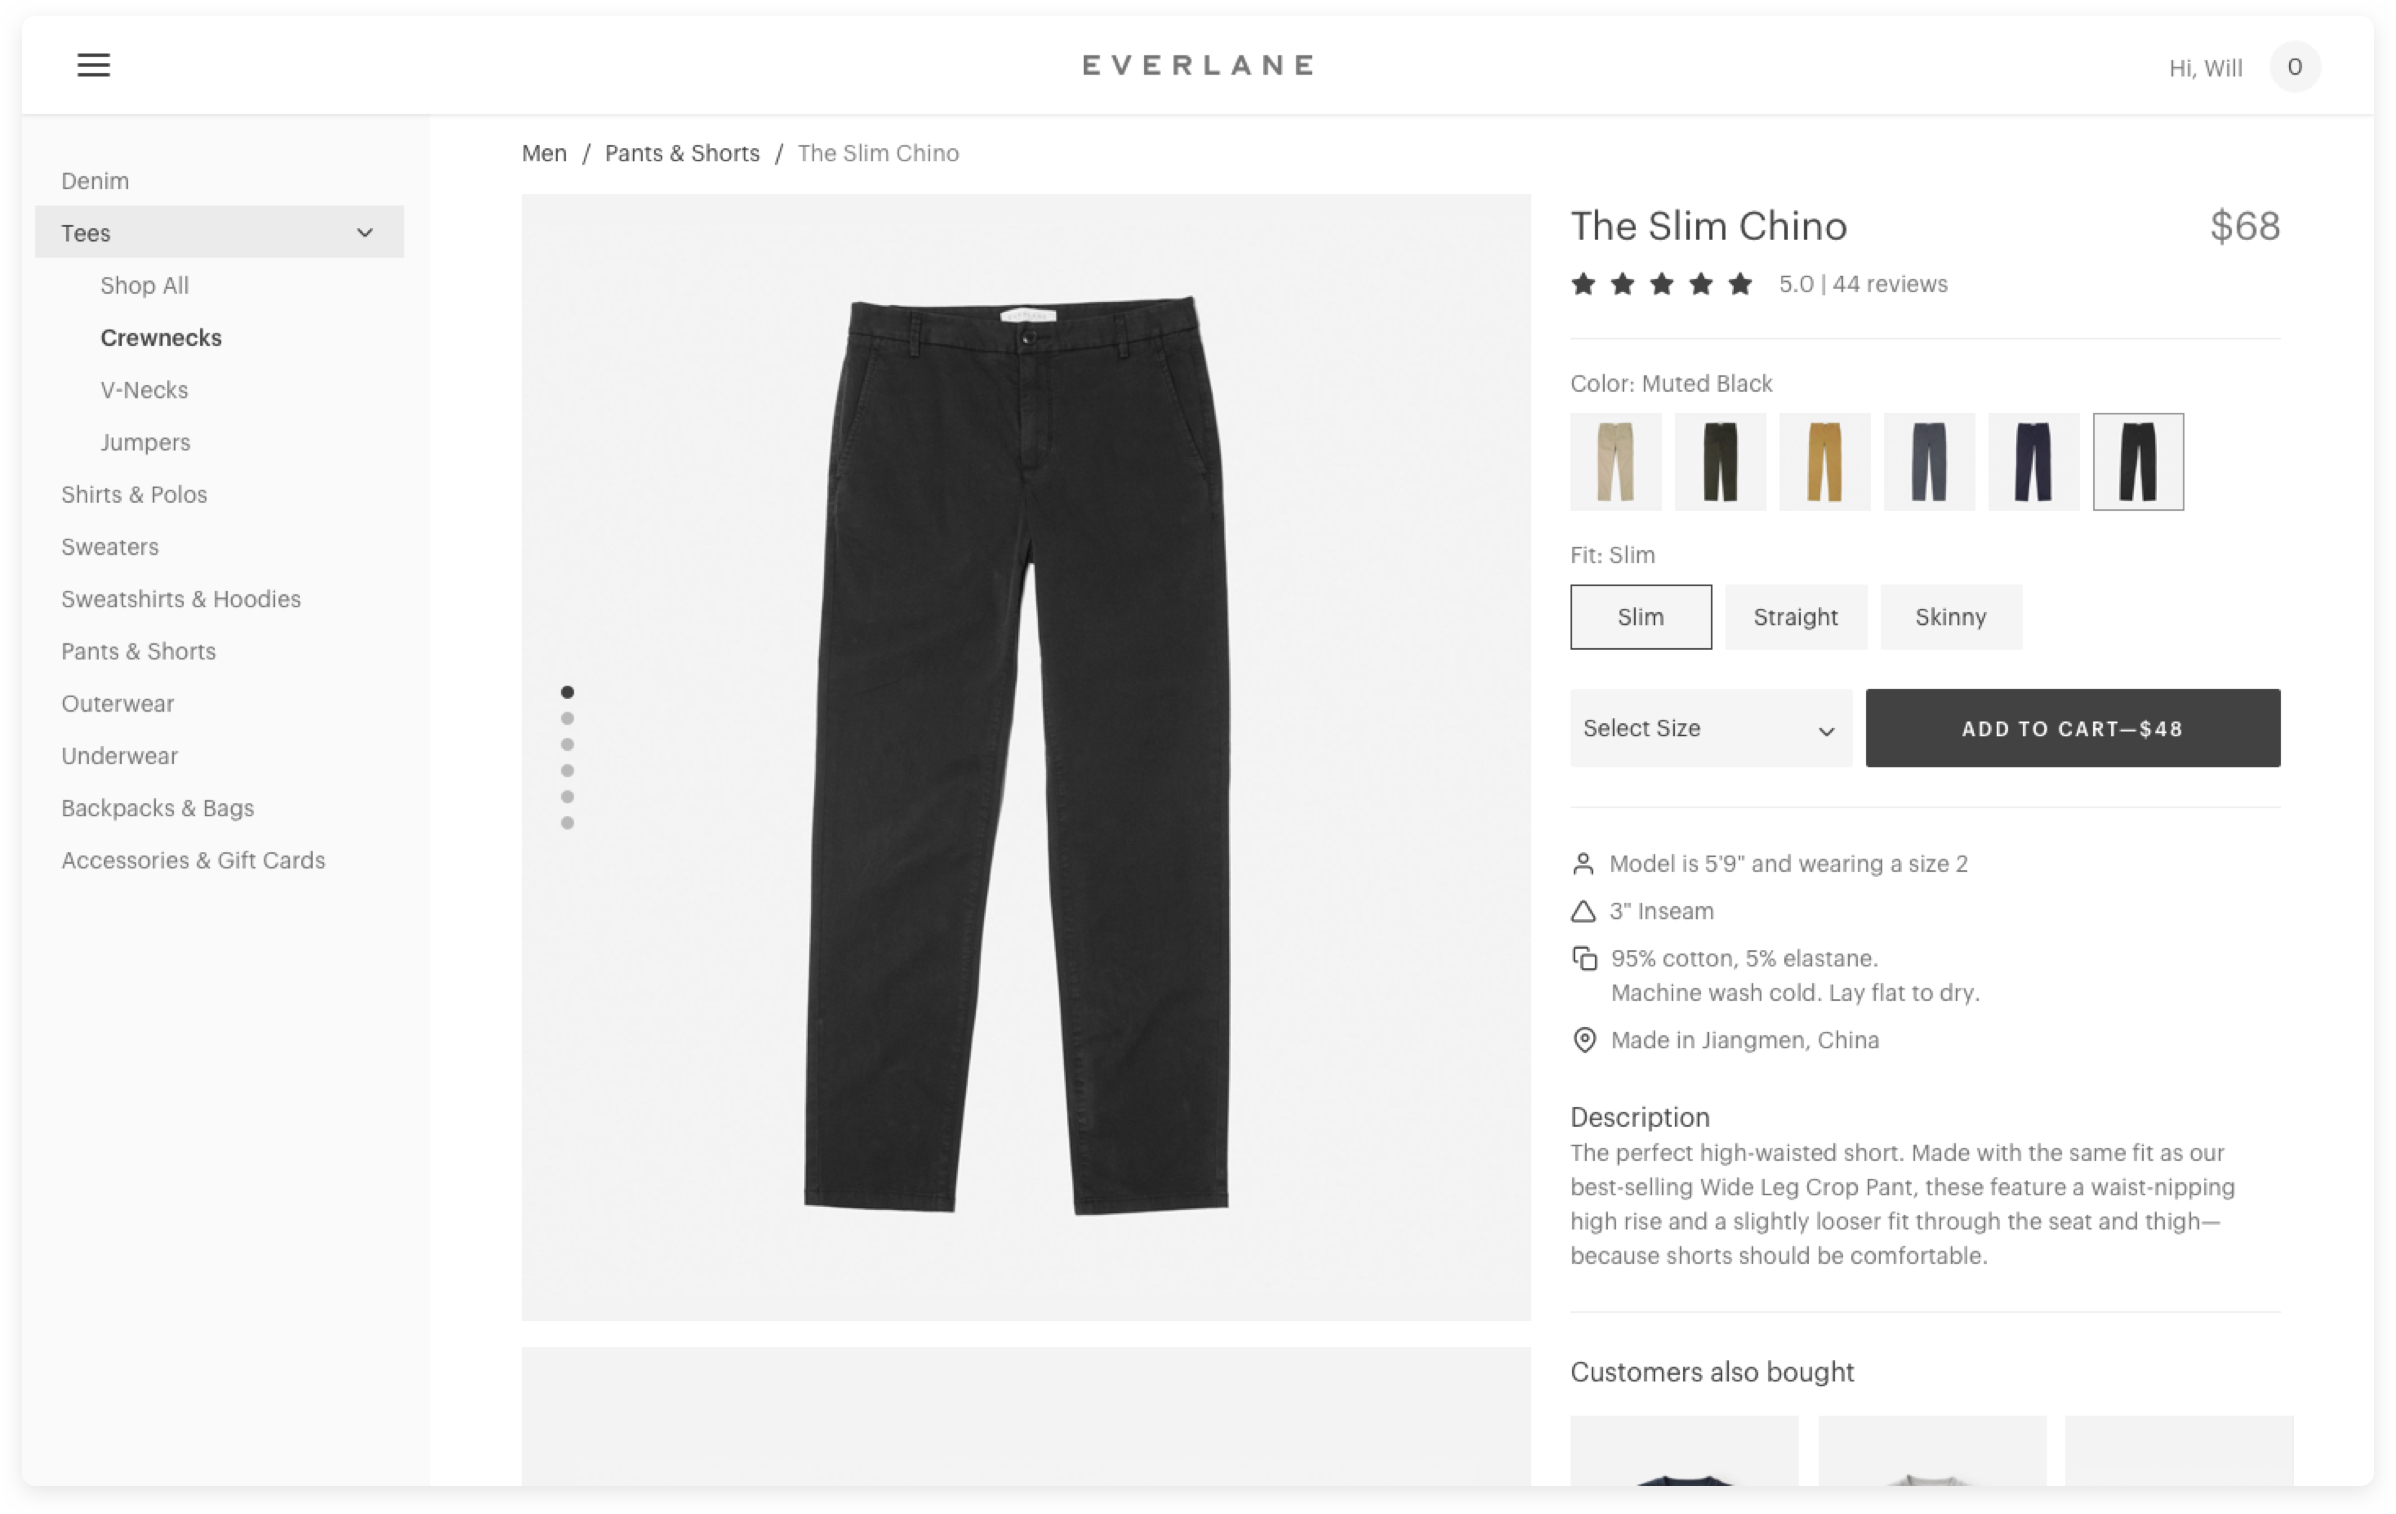 EVERLANE
Hi, Will
0
Denim
Tees
Shop All
Crewnecks
V-Necks
Jumpers
Shirts & Polos
Sweaters
Sweatshirts & Hoodies
Pants & Shorts
Outerwear
Underwear
Backpacks & Bags
Accessories & Gift Cards
Men / Pants & Shorts / The Slim Chino
The Slim Chino
$68
5.0 | 44 reviews
Color: Muted Black
Fit: Slim
Slim
Straight
Skinny
Select Size
ADD TO CART—$48
Model is 5'9" and wearing a size 2
3" Inseam
95% cotton, 5% elastane.
Machine wash cold. Lay flat to dry.
Made in Jiangmen, China
Description
The perfect high-waisted short. Made with the same fit as our
best-selling Wide Leg Crop Pant, these feature a waist-nipping
high rise and a slightly looser fit through the seat and thigh—
because shorts should be comfortable.
Customers also bought